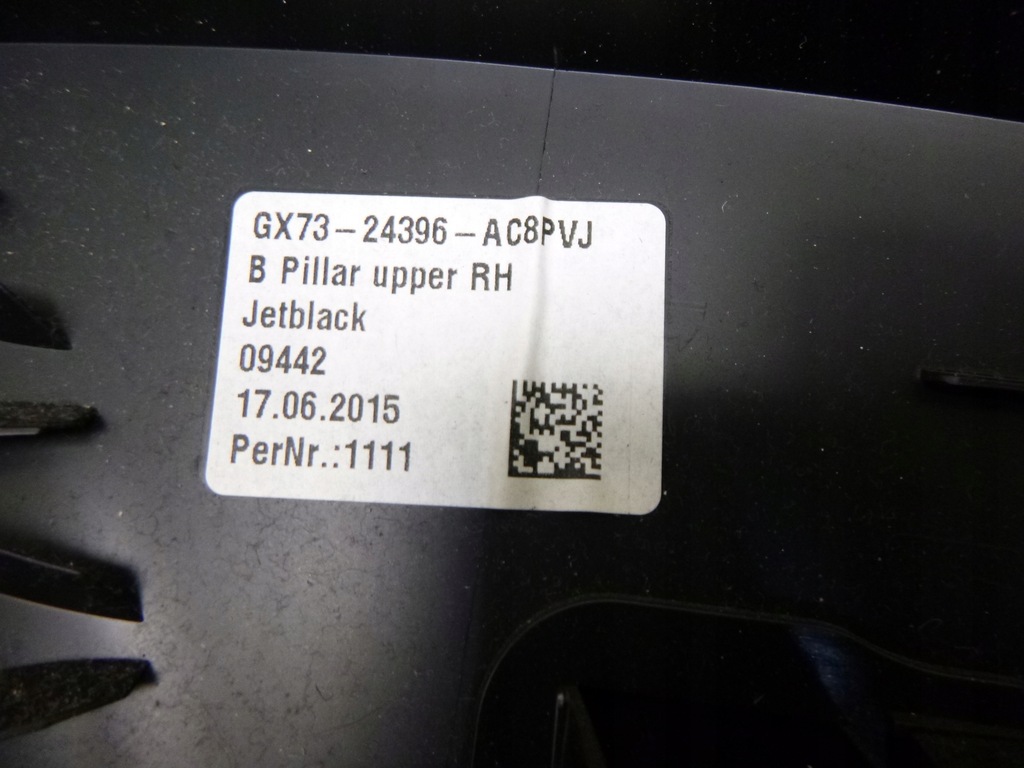 GX73-24396-AC8PVJ
B Pillar upper RH
Jetblack
09442
17.06.2015
PerNr.:1111